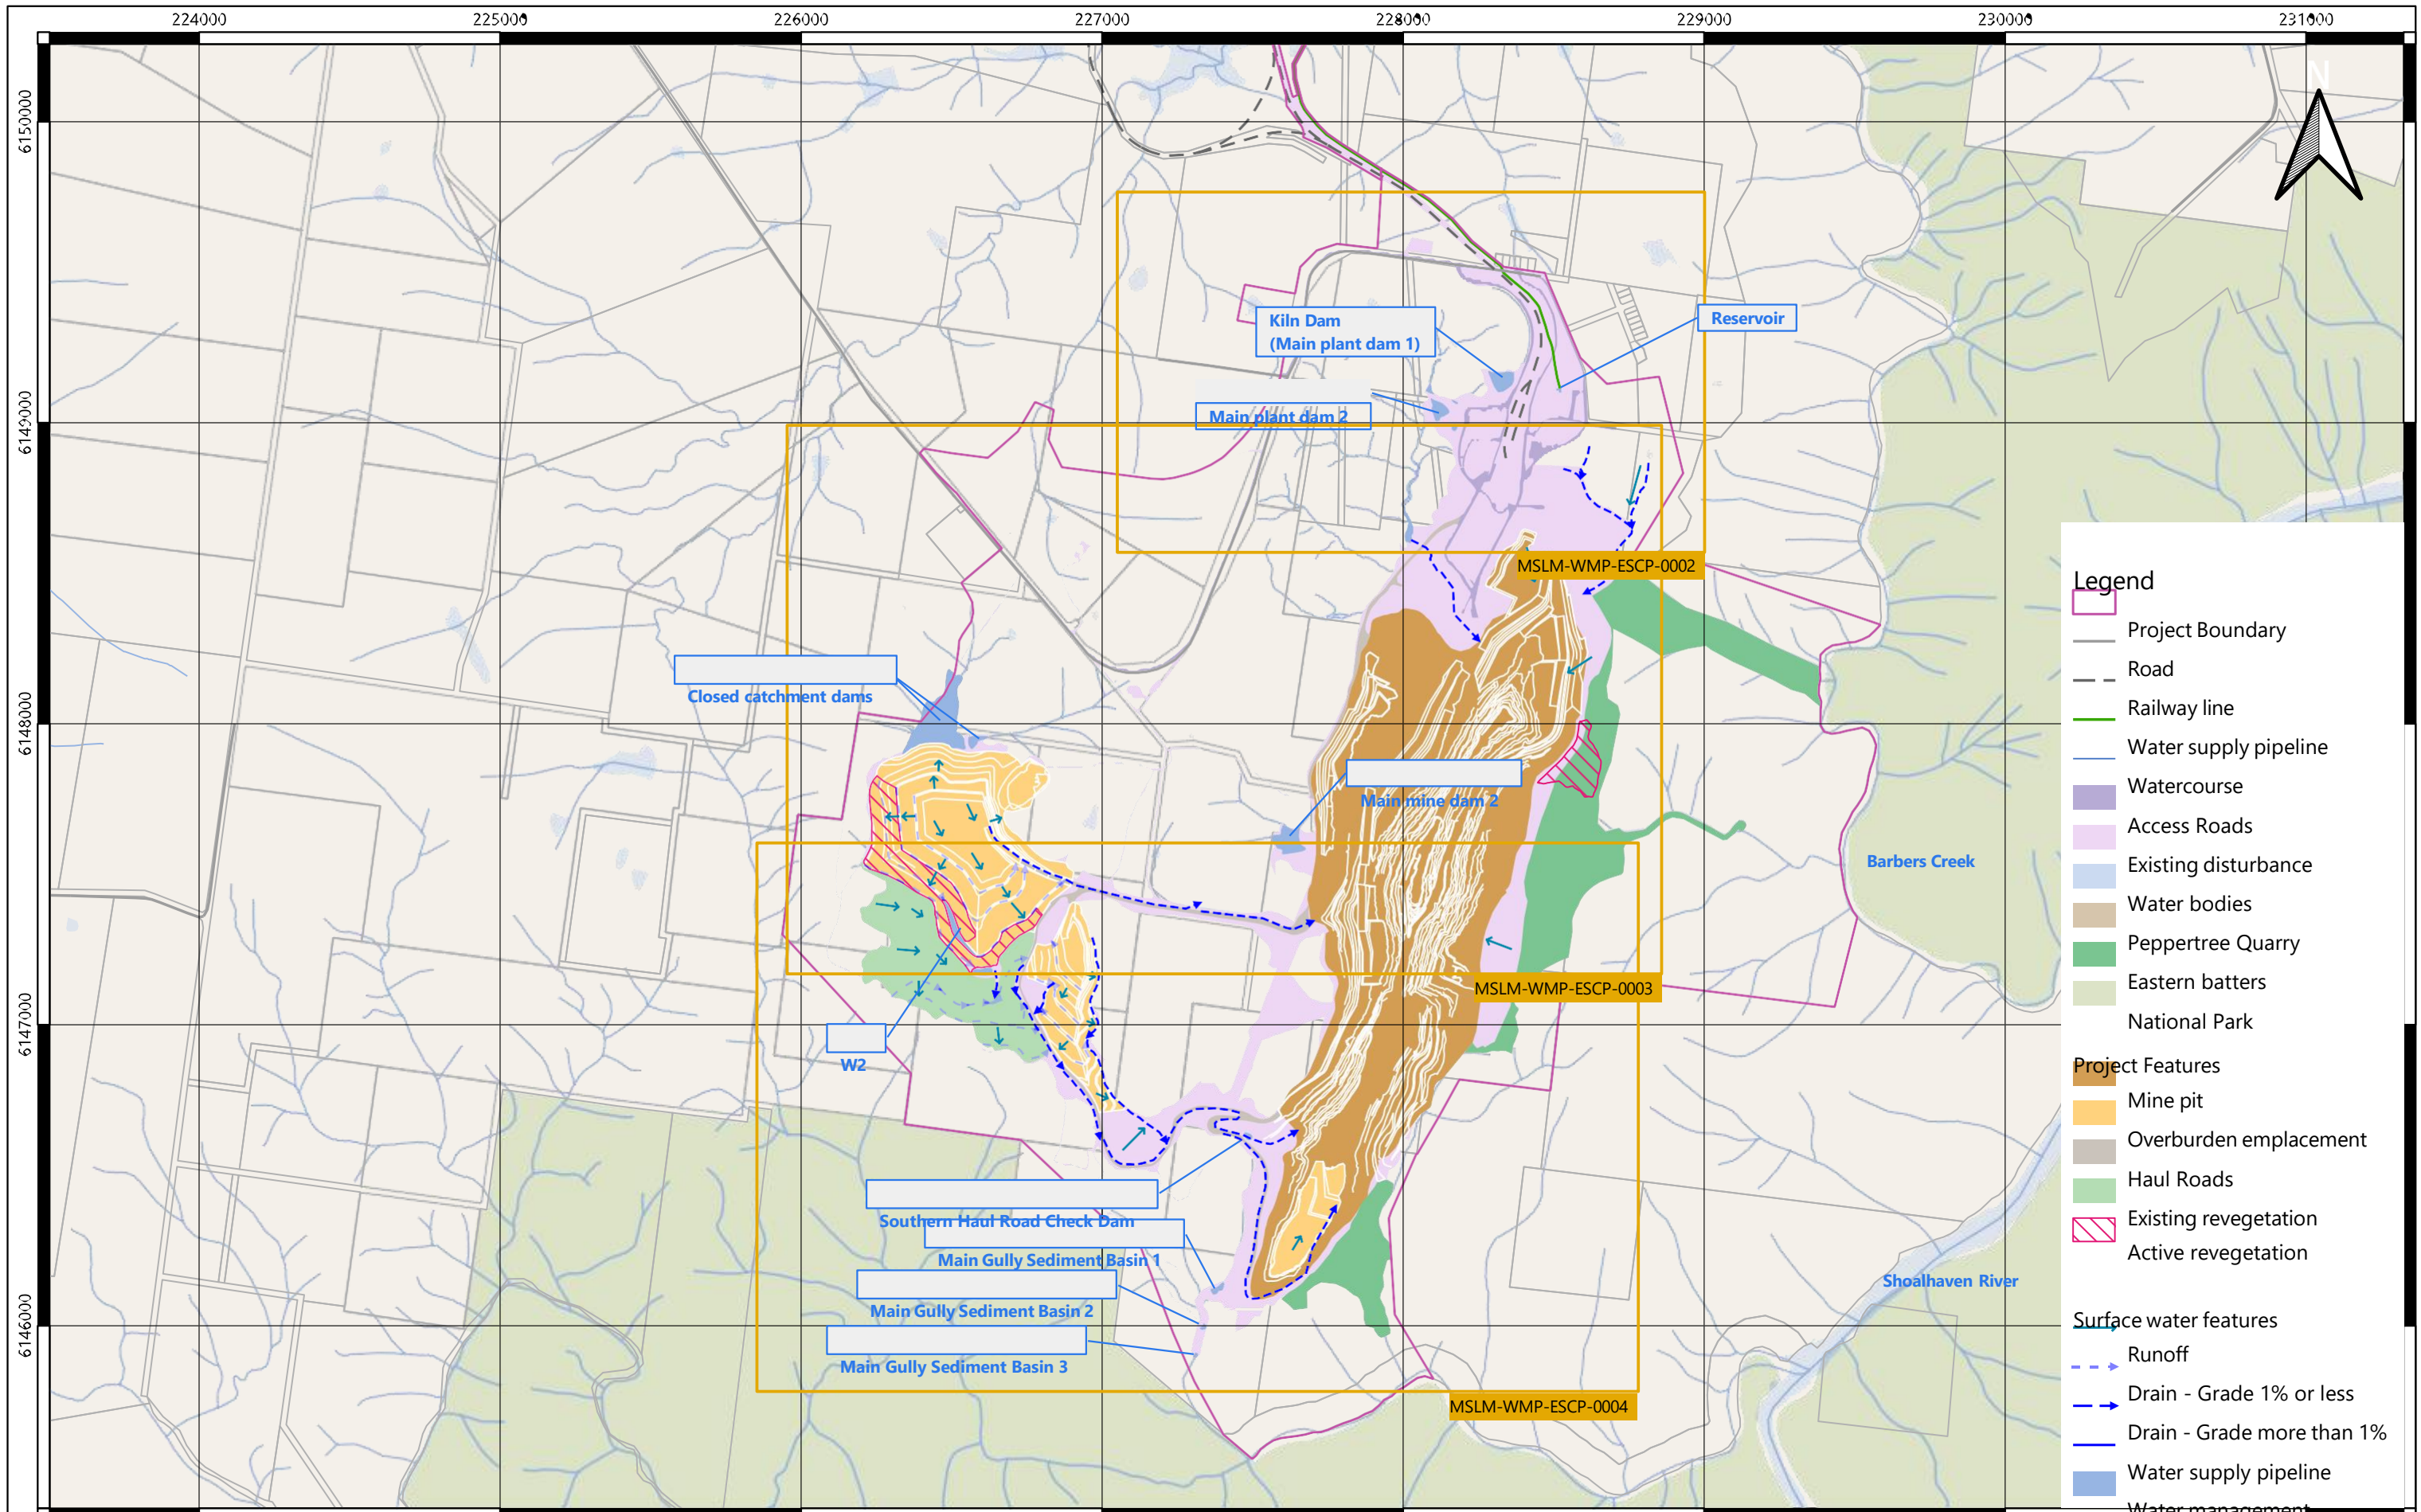 224000 225000 226000 227000 228000 229000 230000 231000
N
6150000
6149000
6148000
6147000
6146000
Kiln Dam
(Main plant dam 1)
Reservoir
Main plant dam 2
MSLM-WMP-ESCP-0002
Closed catchment dams
Main mine dam 2
Barbers Creek
MSLM-WMP-ESCP-0003
W2
Southern Haul Road Check Dam
Main Gully Sediment Basin 1
Main Gully Sediment Basin 2
Main Gully Sediment Basin 3
Shoalhaven River
MSLM-WMP-ESCP-0004
Legend
Project Boundary
Road
Railway line
Water supply pipeline
Watercourse
Access Roads
Existing disturbance
Water bodies
Peppertree Quarry
Eastern batters
National Park
Project Features
Mine pit
Overburden emplacement
Haul Roads
Existing revegetation
Active revegetation
Surface water features
Runoff
Drain - Grade 1% or less
Drain - Grade more than 1%
Water supply pipeline
Water management